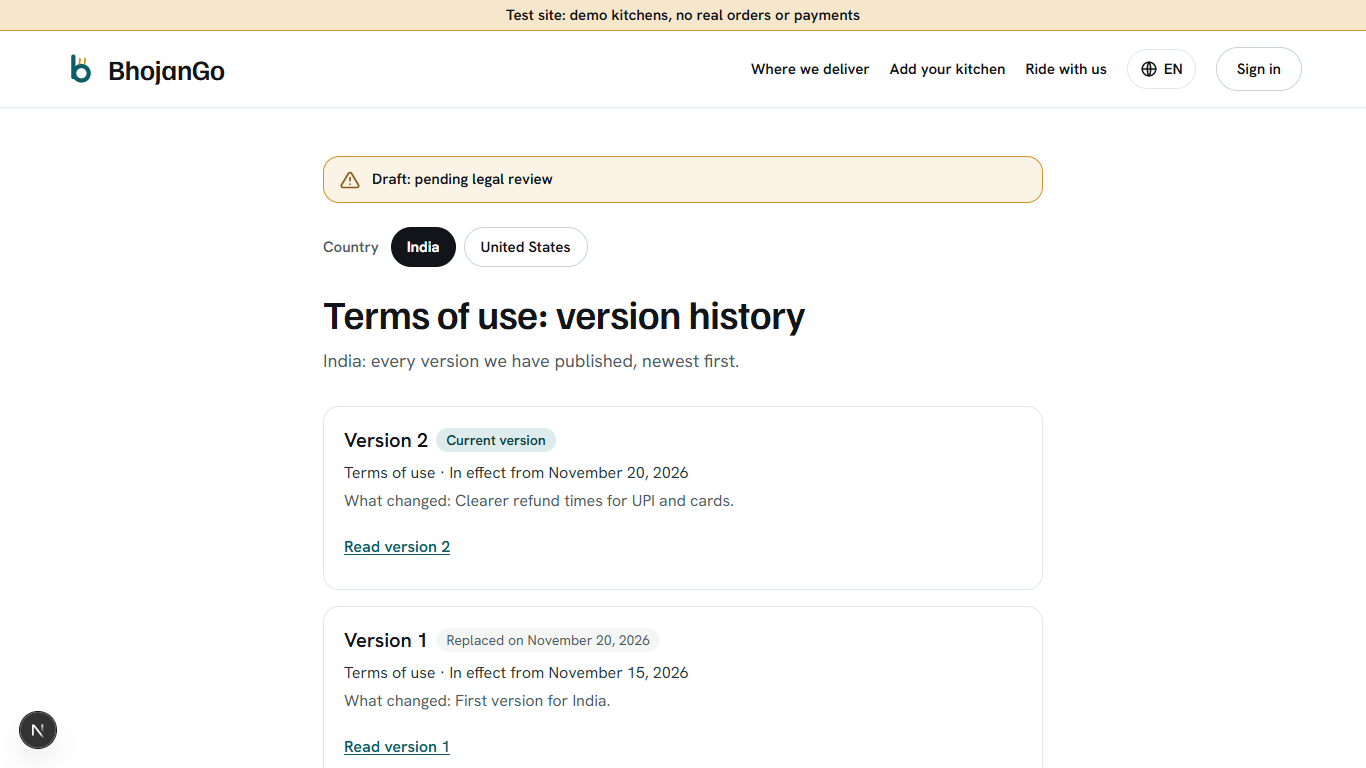 Test site: demo kitchens, no real orders or payments
BhojanGo
Where we deliver
Add your kitchen
Ride with us
EN
Sign in
Draft: pending legal review
Country
India
United States
Terms of use: version history
India: every version we have published, newest first.
Version 2
Current version
Terms of use · In effect from November 20, 2026
What changed: Clearer refund times for UPI and cards.
Read version 2
Version 1
Replaced on November 20, 2026
Terms of use · In effect from November 15, 2026
What changed: First version for India.
Read version 1
N